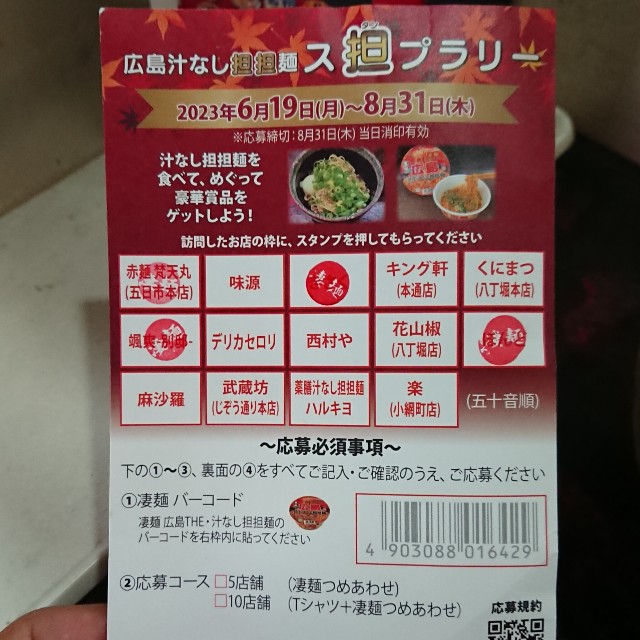 広島汁なし担担麺 ス担プラリー
タン
2023年6月19日(月)~8月31日(木)
※応募締切:8月31日(木) 当日消印有効
汁なし担担麺を
食べて、めぐって
豪華賞品を
ゲットしよう!
広島
訪問したお店の枠に、スタンプを押してもらってください
赤麺 梵天丸
(五日市本店)
味源
凄麺
キング軒
(本通店)
くにまつ
(八丁堀本店)
颯爽-別邸-
デリカセロリ
西村や
花山椒
(八丁堀店)
凄麺
麻沙羅
武蔵坊
(じぞう通り本店)
薬膳汁なし担担麺
ハルキヨ
楽
(小網町店)
(五十音順)
~応募必須事項~
下の①~③、裏面の④をすべてご記入・ご確認のうえ、ご応募ください
①凄麺 バーコード
凄麺 広島THE・汁なし担担麺の
バーコードを右枠内に貼ってください
4 903088 016429
②応募コース □5店舗 (凄麺つめあわせ)
□10店舗 (Tシャツ+凄麺つめあわせ)
応募規約